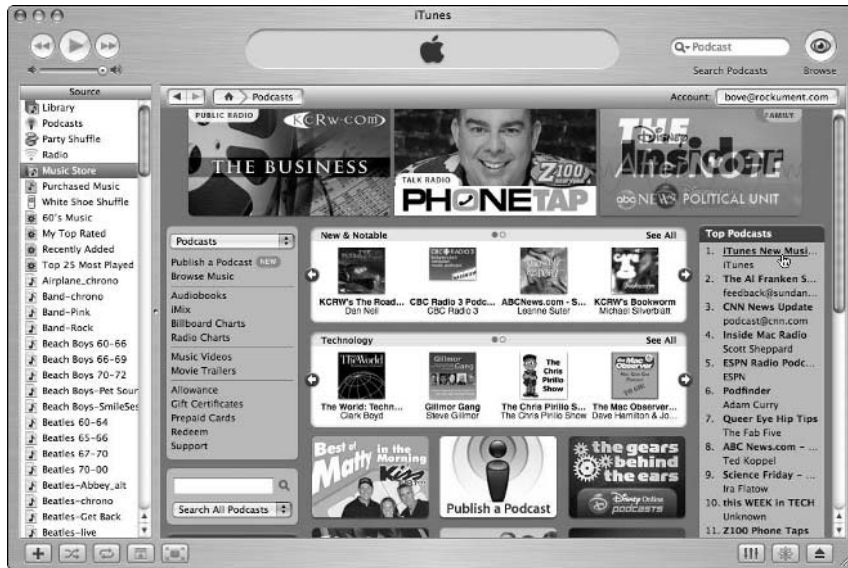 iTunes
Q- Podcast
Search Podcasts
Browse
Source
Library
Podcasts
Party Shuffle
Radio
Music Store
Purchased Music
White Shoe Shuffle
60's Music
My Top Rated
Recently Added
Top 25 Most Played
Airplane_chrono
Band-chrono
Band-Pink
Band-Rock
Beach Boys 60-66
Beach Boys 66-69
Beach Boys 70-72
Beach Boys-Pet Soun
Beach Boys-SmileSes
Beatles 60-64
Beatles 65-66
Beatles 67-70
Beatles 70-00
Beatles-Abbey_alt
Beatles-chrono
Beatles-Get Back
Beatles-live
Podcasts
Account: bove@rockument.com
PUBLIC RADIO
KCRW.COM
THE BUSINESS
TALK RADIO
Z100
PHONETAP
FAMILY
THE
Disney
Insider
NOTE
abc NEWS POLITICAL UNIT
Podcasts
Publish a Podcast NEW
Browse Music
Audiobooks
iMix
Billboard Charts
Radio Charts
Music Videos
Movie Trailers
Allowance
Gift Certificates
Prepaid Cards
Redeem
Support
Search All Podcasts
New & Notable
See All
CBC RADIO 3
KCRW's The Road...
Dan Neil
CBC Radio 3 Podc...
CBC Radio 3
ABCNews.com - S...
Leanne Suter
KCRW's Bookworm
Michael Silverblatt
Technology
See All
TheWorld
Gillmor
Gang
The
Chris
Pirillo
Show
the Mac
Observer
The World: Techn...
Clark Boyd
Gillmor Gang
Steve Gillmor
The Chris Pirillo S...
The Chris Pirillo Show
The Mac Observer...
Dave Hamilton & Jo...
Best of
Matty in the
Morning
Kiss
Publish a Podcast
the gears
behind
the ears
Disney Online
podcasts
Top Podcasts
1. iTunes New Musi...
iTunes
2. The Al Franken S...
feedback@sundan...
3. CNN News Update
podcast@cnn.com
4. Inside Mac Radio
Scott Sheppard
5. ESPN Radio Podc...
ESPN
6. Podfinder
Adam Curry
7. Queer Eye Hip Tips
The Fab Five
8. ABC News.com - ...
Ted Koppel
9. Science Friday - ...
Ira Flatow
10. this WEEK in TECH
Unknown
11. Z100 Phone Taps